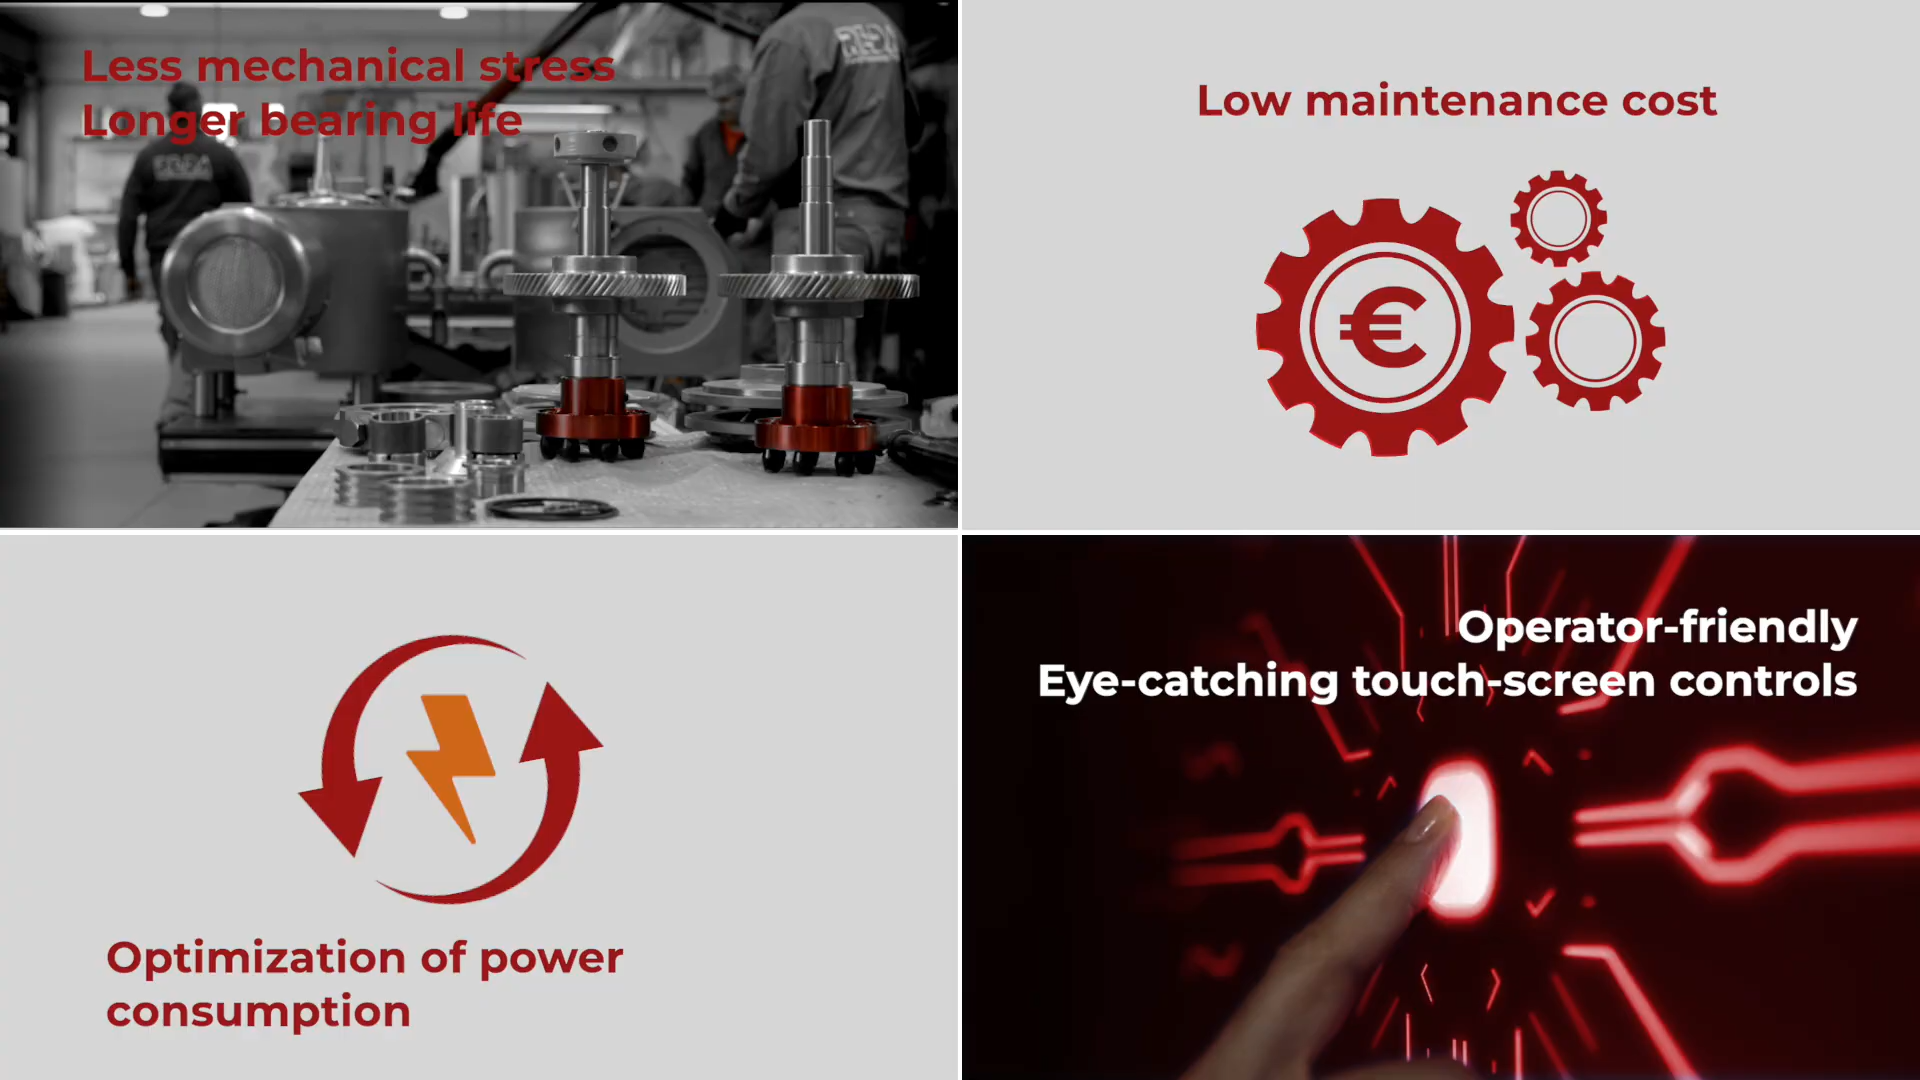 Less mechanical stress
Longer bearing life
Low maintenance cost
€
Optimization of power
consumption
Operator-friendly
Eye-catching touch-screen controls